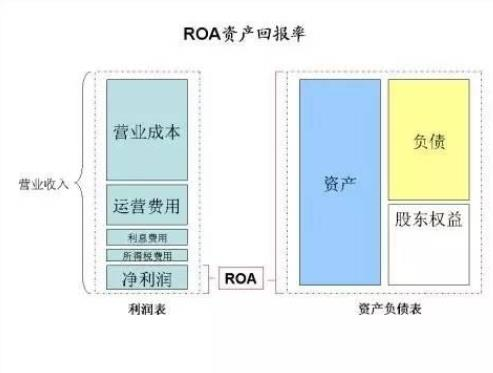 ROA资产回报率
营业收入
营业成本
运营费用
利息费用
所得税费用
净利润
利润表
ROA
资产
负债
股东权益
资产负债表